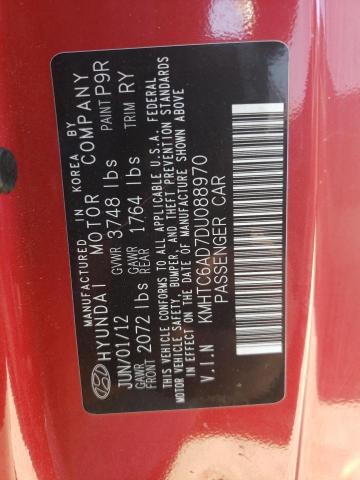 MANUFACTURED IN KOREA BY
HYUNDAI MOTOR COMPANY
JUN/01/12 GVWR 3748 lbs PAINT P9R
GAWR FRONT 2072 lbs GAWR REAR 1764 lbs TRIM RY
THIS VEHICLE CONFORMS TO ALL APPLICABLE U.S.A. FEDERAL
MOTOR VEHICLE SAFETY, BUMPER, AND THEFT PREVENTION STANDARDS
IN EFFECT ON THE DATE OF MANUFACTURE SHOWN ABOVE
V.I.N KMHTC6AD7DU088970
PASSENGER CAR